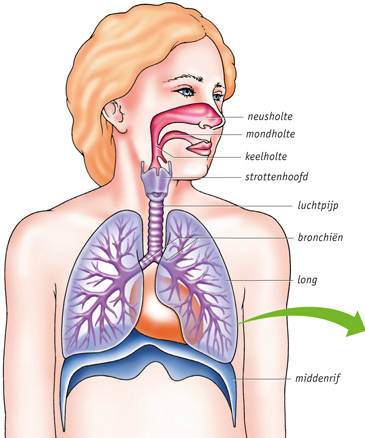 neusholte
mondholte
keelholte
strottenhoofd
luchtpijp
bronchiën
long
middenrif